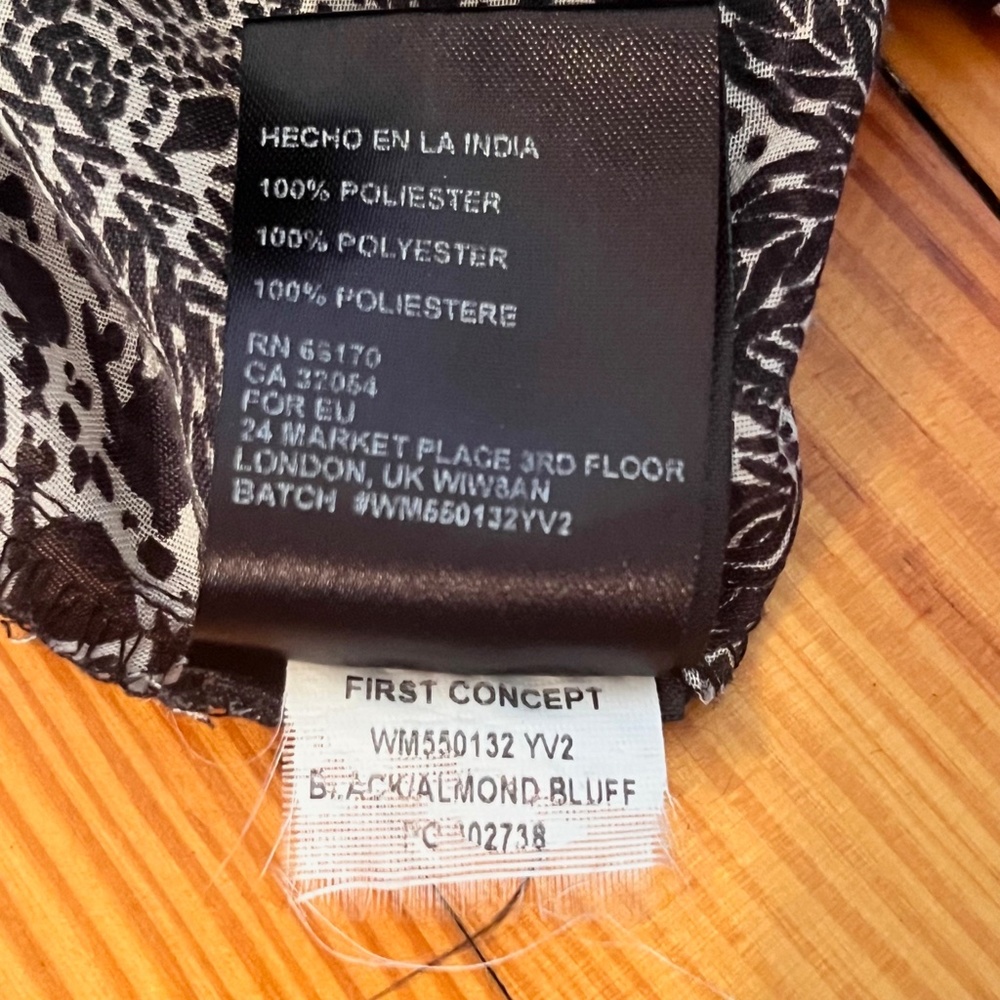 HECHO EN LA INDIA
100% POLIESTER
100% POLYESTER
100% POLIESTERE
RN 66170
CA 32054
FOR EU
24 MARKET PLACE 3RD FLOOR
LONDON, UK WIW8AN
BATCH #WM550132YV2
FIRST CONCEPT
WM550132 YV2
BLACK/ALMOND BLUFF